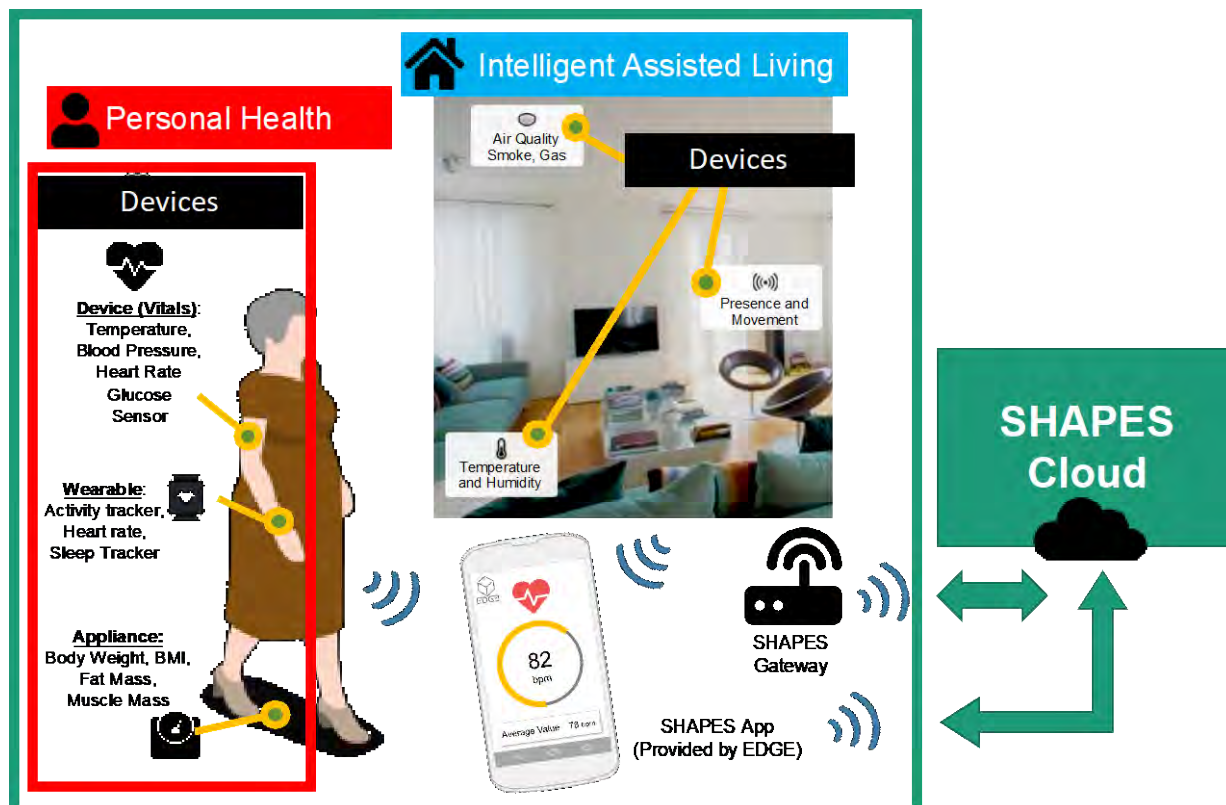 Intelligent Assisted Living
Personal Health
Devices
Device (Vitals):
Temperature,
Blood Pressure,
Heart Rate
Glucose
Sensor
Wearable:
Activity tracker,
Heart rate,
Sleep Tracker
Appliance:
Body Weight, BMI,
Fat Mass,
Muscle Mass
Air Quality
Smoke, Gas
Devices
Presence and
Movement
Temperature
and Humidity
EDGE
82
bpm
Average Value 78 bpm
SHAPES
Gateway
SHAPES App
(Provided by EDGE)
SHAPES
Cloud